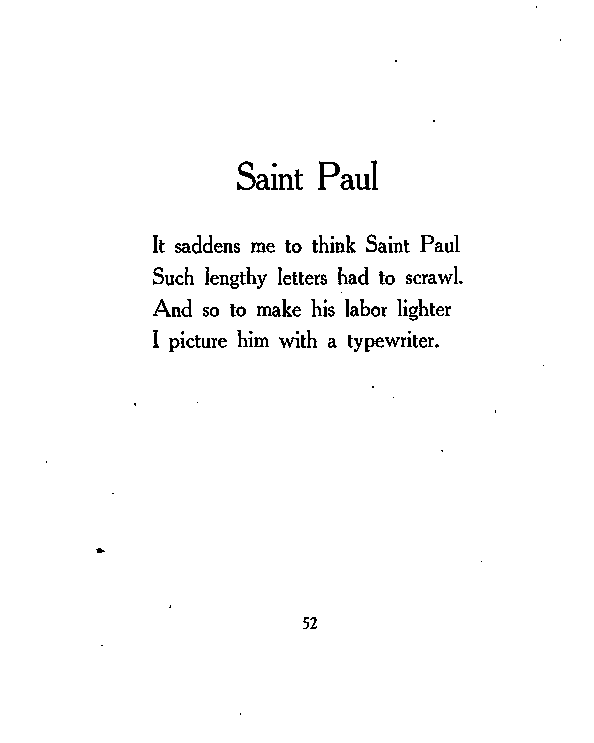 Saint Paul
It saddens me to think Saint Paul
Such lengthy letters had to scrawl.
And so to make his labor lighter
I picture him with a typewriter.
52